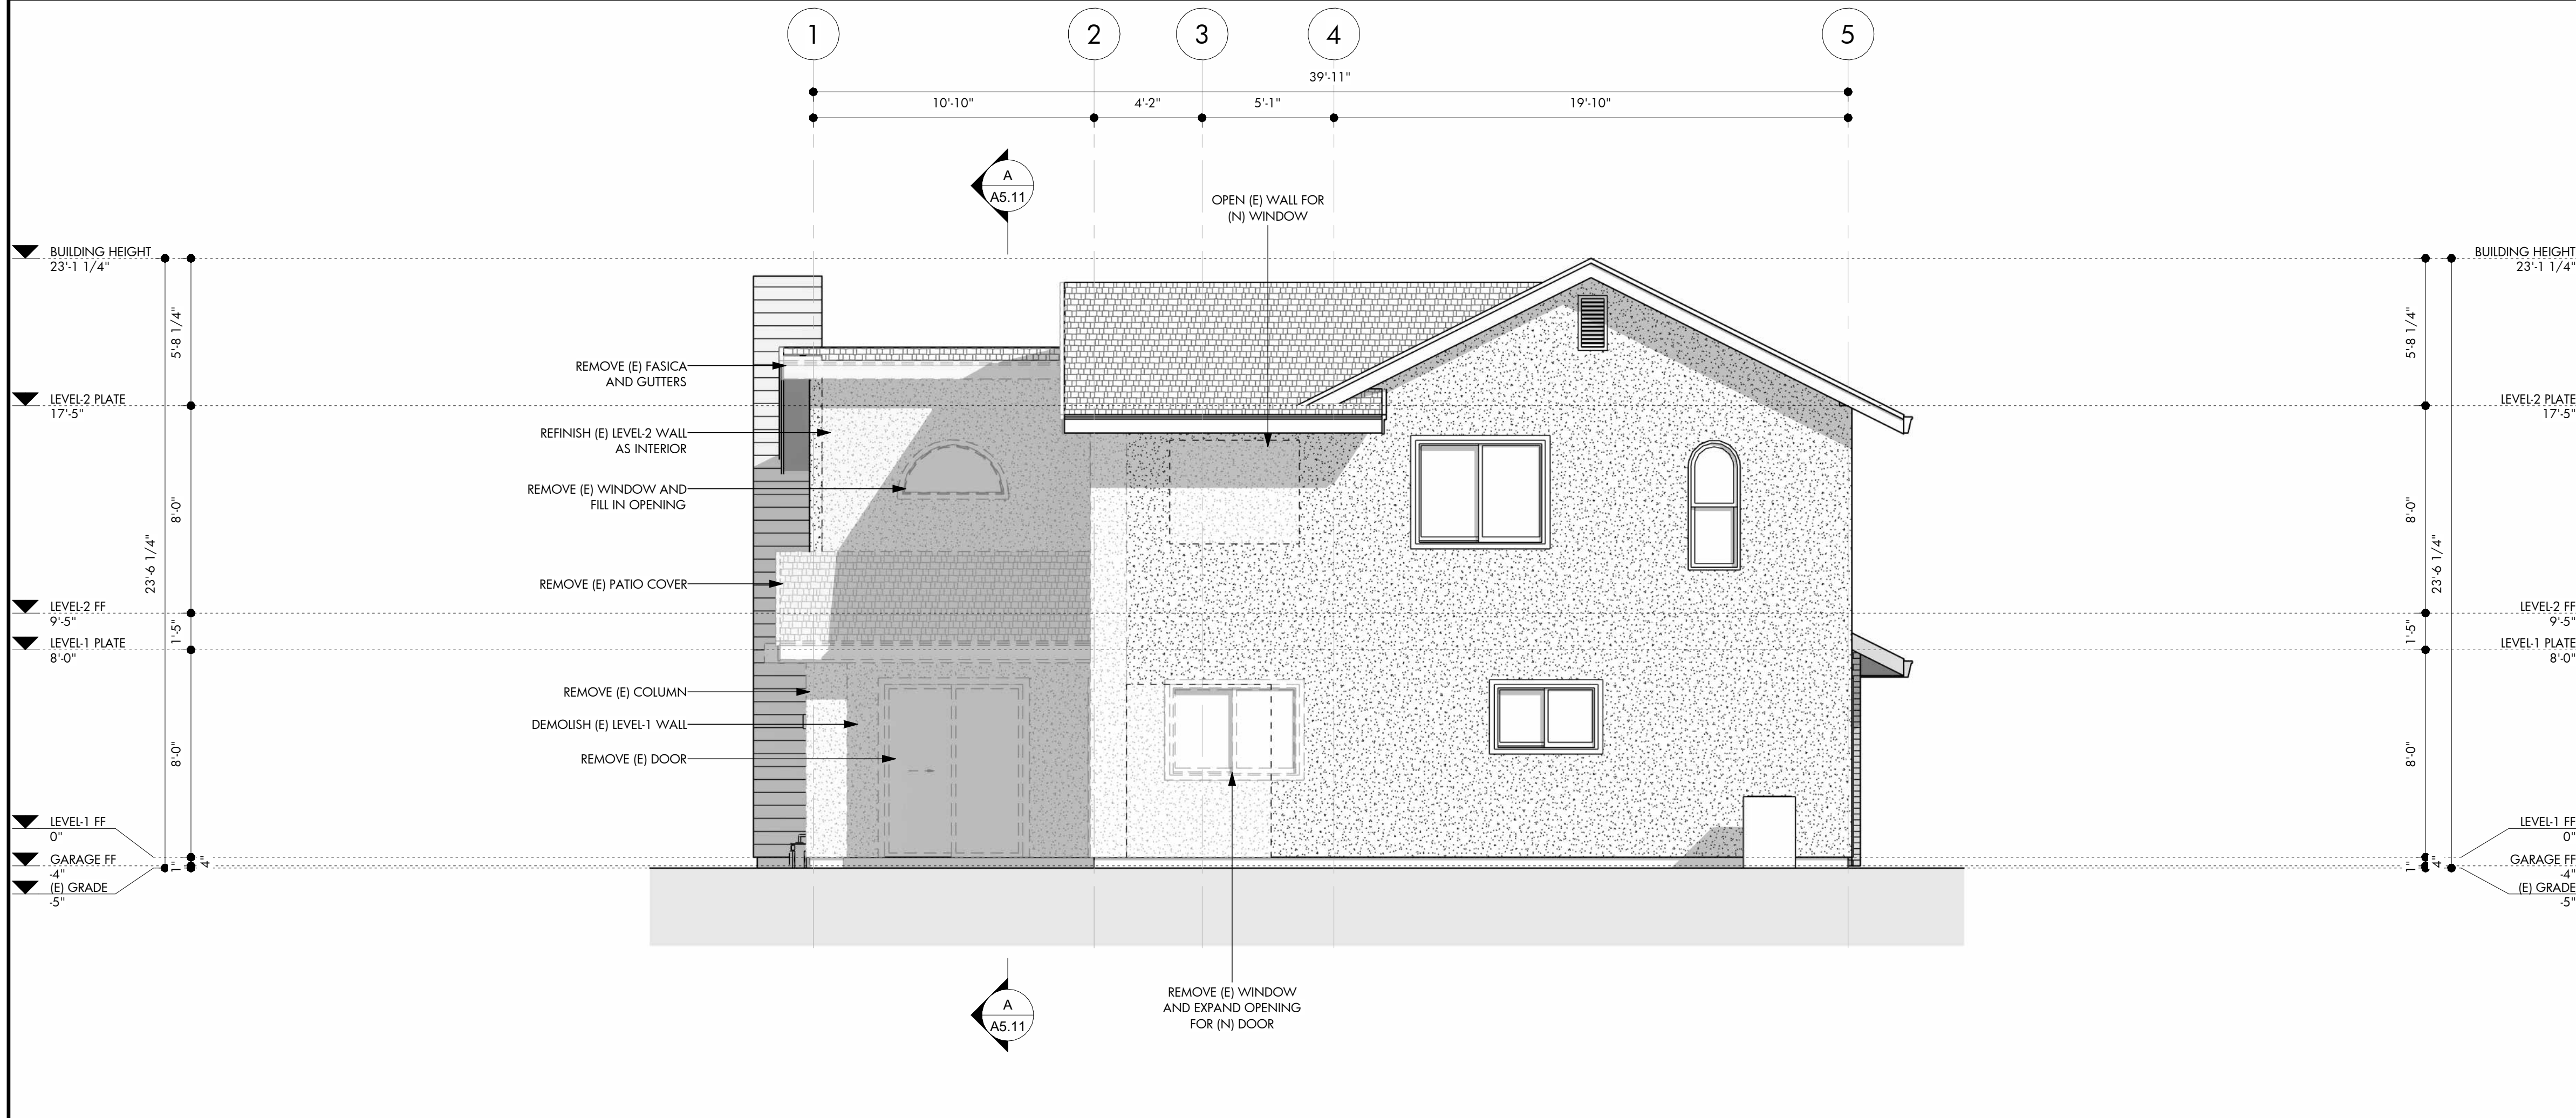 1
2
3
4
5
39'-11"
10'-10"
4'-2"
5'-1"
19'-10"
A
A5.11
OPEN (E) WALL FOR
(N) WINDOW
BUILDING HEIGHT
23'-1 1/4"
LEVEL-2 PLATE
17'-5"
LEVEL-2 FF
9'-5"
LEVEL-1 PLATE
8'-0"
LEVEL-1 FF
0"
GARAGE FF
-4"
(E) GRADE
-5"
23'-6 1/4"
5'-8 1/4"
8'-0"
1'-5"
8'-0"
1"
4"
REMOVE (E) FASICA
AND GUTTERS
REFINISH (E) LEVEL-2 WALL
AS INTERIOR
REMOVE (E) WINDOW AND
FILL IN OPENING
REMOVE (E) PATIO COVER
REMOVE (E) COLUMN
DEMOLISH (E) LEVEL-1 WALL
REMOVE (E) DOOR
REMOVE (E) WINDOW
AND EXPAND OPENING
FOR (N) DOOR
A
A5.11
5'-8 1/4"
8'-0"
1'-5"
8'-0"
1"
4"
23'-6 1/4"
BUILDING HEIGHT
23'-1 1/4"
LEVEL-2 PLATE
17'-5"
LEVEL-2 FF
9'-5"
LEVEL-1 PLATE
8'-0"
LEVEL-1 FF
0"
GARAGE FF
-4"
(E) GRADE
-5"